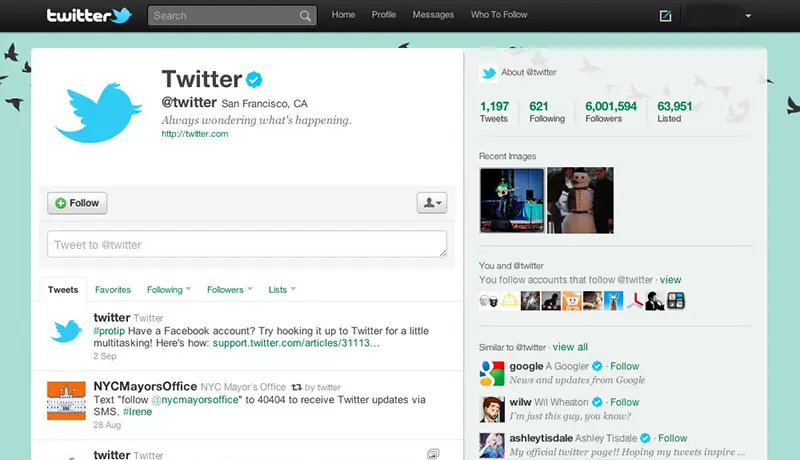 twitter
Search
Home
Profile
Messages
Who To Follow
Twitter
@twitter San Francisco, CA
Always wondering what's happening.
http://twitter.com
Follow
Tweet to @twitter
Tweets
Favorites
Following
Followers
Lists
twitter Twitter
#protip Have a Facebook account? Try hooking it up to Twitter for a little
multitasking! Here's how: support.twitter.com/articles/31113...
2 Sep
NYCMayorsOffice NYC Mayor's Office by twitter
Text "follow @nycmayorsoffice" to 40404 to receive Twitter updates via
SMS. #Irene
28 Aug
twitter Twitter
About @twitter
1,197
Tweets
621
Following
6,001,594
Followers
63,951
Listed
Recent Images
You and @twitter
You follow accounts that follow @twitter · view
Similar to @twitter · view all
google A Googler · Follow
News and updates from Google
wilw Wil Wheaton · Follow
I'm just this guy, you know?
ashleytisdale Ashley Tisdale · Follow
My official twitter page!! Hoping my tweets inspire ...